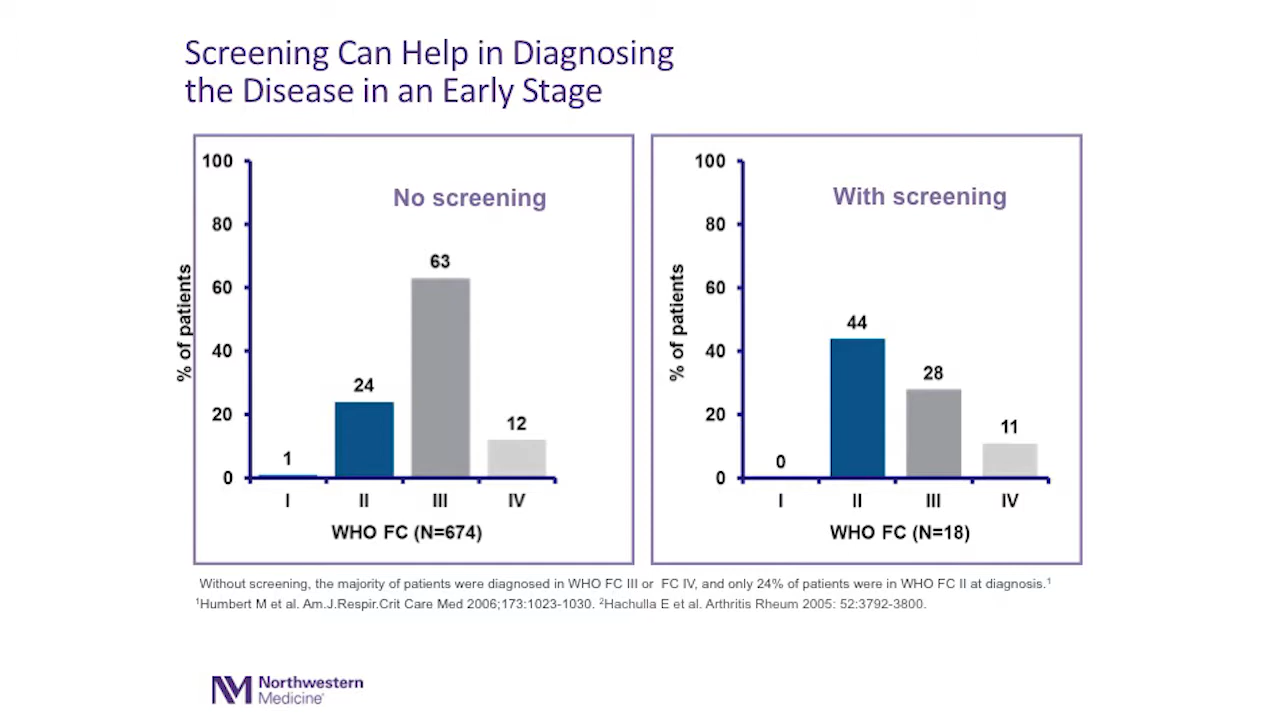 Screening Can Help in Diagnosing
the Disease in an Early Stage
No screening
% of patients
100
80
60
40
20
0
1
24
63
12
I II III IV
WHO FC (N=674)
With screening
% of patients
100
80
60
40
20
0
0
44
28
11
I II III IV
WHO FC (N=18)
Without screening, the majority of patients were diagnosed in WHO FC III or FC IV, and only 24% of patients were in WHO FC II at diagnosis.¹
¹Humbert M et al. Am.J.Respir.Crit Care Med 2006;173:1023-1030. ²Hachulla E et al. Arthritis Rheum 2005: 52:3792-3800.
Northwestern
Medicine®